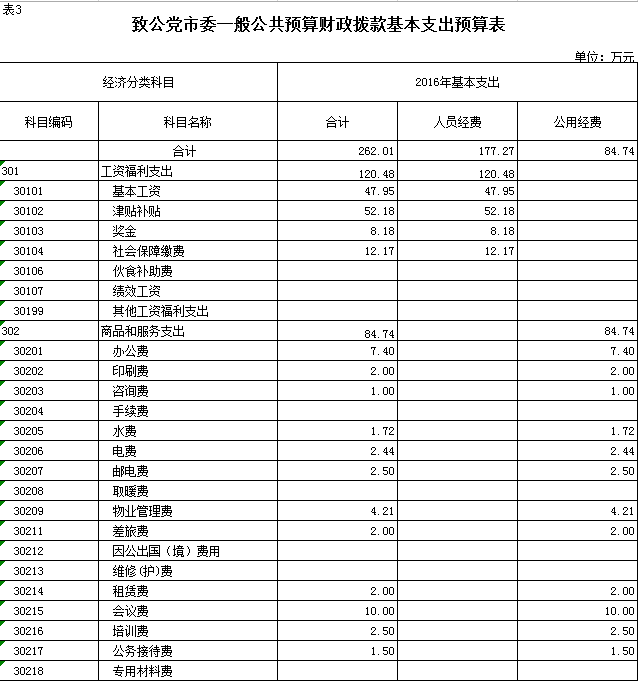 表3
致公党市委一般公共预算财政拨款基本支出预算表
单位：万元
经济分类科目 2016年基本支出
科目编码 科目名称 合计 人员经费 公用经费
合计 262.01 177.27 84.74
301 工资福利支出 120.48 120.48
30101 基本工资 47.95 47.95
30102 津贴补贴 52.18 52.18
30103 奖金 8.18 8.18
30104 社会保障缴费 12.17 12.17
30106 伙食补助费
30107 绩效工资
30199 其他工资福利支出
302 商品和服务支出 84.74 84.74
30201 办公费 7.40 7.40
30202 印刷费 2.00 2.00
30203 咨询费 1.00 1.00
30204 手续费
30205 水费 1.72 1.72
30206 电费 2.44 2.44
30207 邮电费 2.50 2.50
30208 取暖费
30209 物业管理费 4.21 4.21
30211 差旅费 2.00 2.00
30212 因公出国（境）费用
30213 维修(护)费
30214 租赁费 2.00 2.00
30215 会议费 10.00 10.00
30216 培训费 2.50 2.50
30217 公务接待费 1.50 1.50
30218 专用材料费